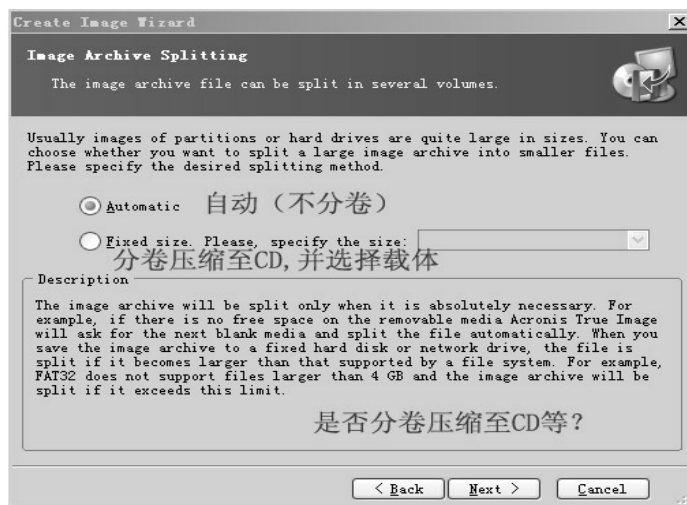 Create Image Wizard
Image Archive Splitting
The image archive file can be split in several volumes.
Usually images of partitions or hard drives are quite large in sizes. You can
choose whether you want to split a large image archive into smaller files.
Please specify the desired splitting method.
Automatic 自动（不分卷）
Fixed size. Please, specify the size:
分卷压缩至CD,并选择载体
Description
The image archive will be split only when it is absolutely necessary. For
example, if there is no free space on the removable media Acronis True Image
will ask for the next blank media and split the file automatically. When you
save the image archive to a fixed hard disk or network drive, the file is
split if it becomes larger than that supported by a file system. For example,
FAT32 does not support files larger than 4 GB and the image archive will be
split if it exceeds this limit.
是否分卷压缩至CD等?
< Back Next > Cancel